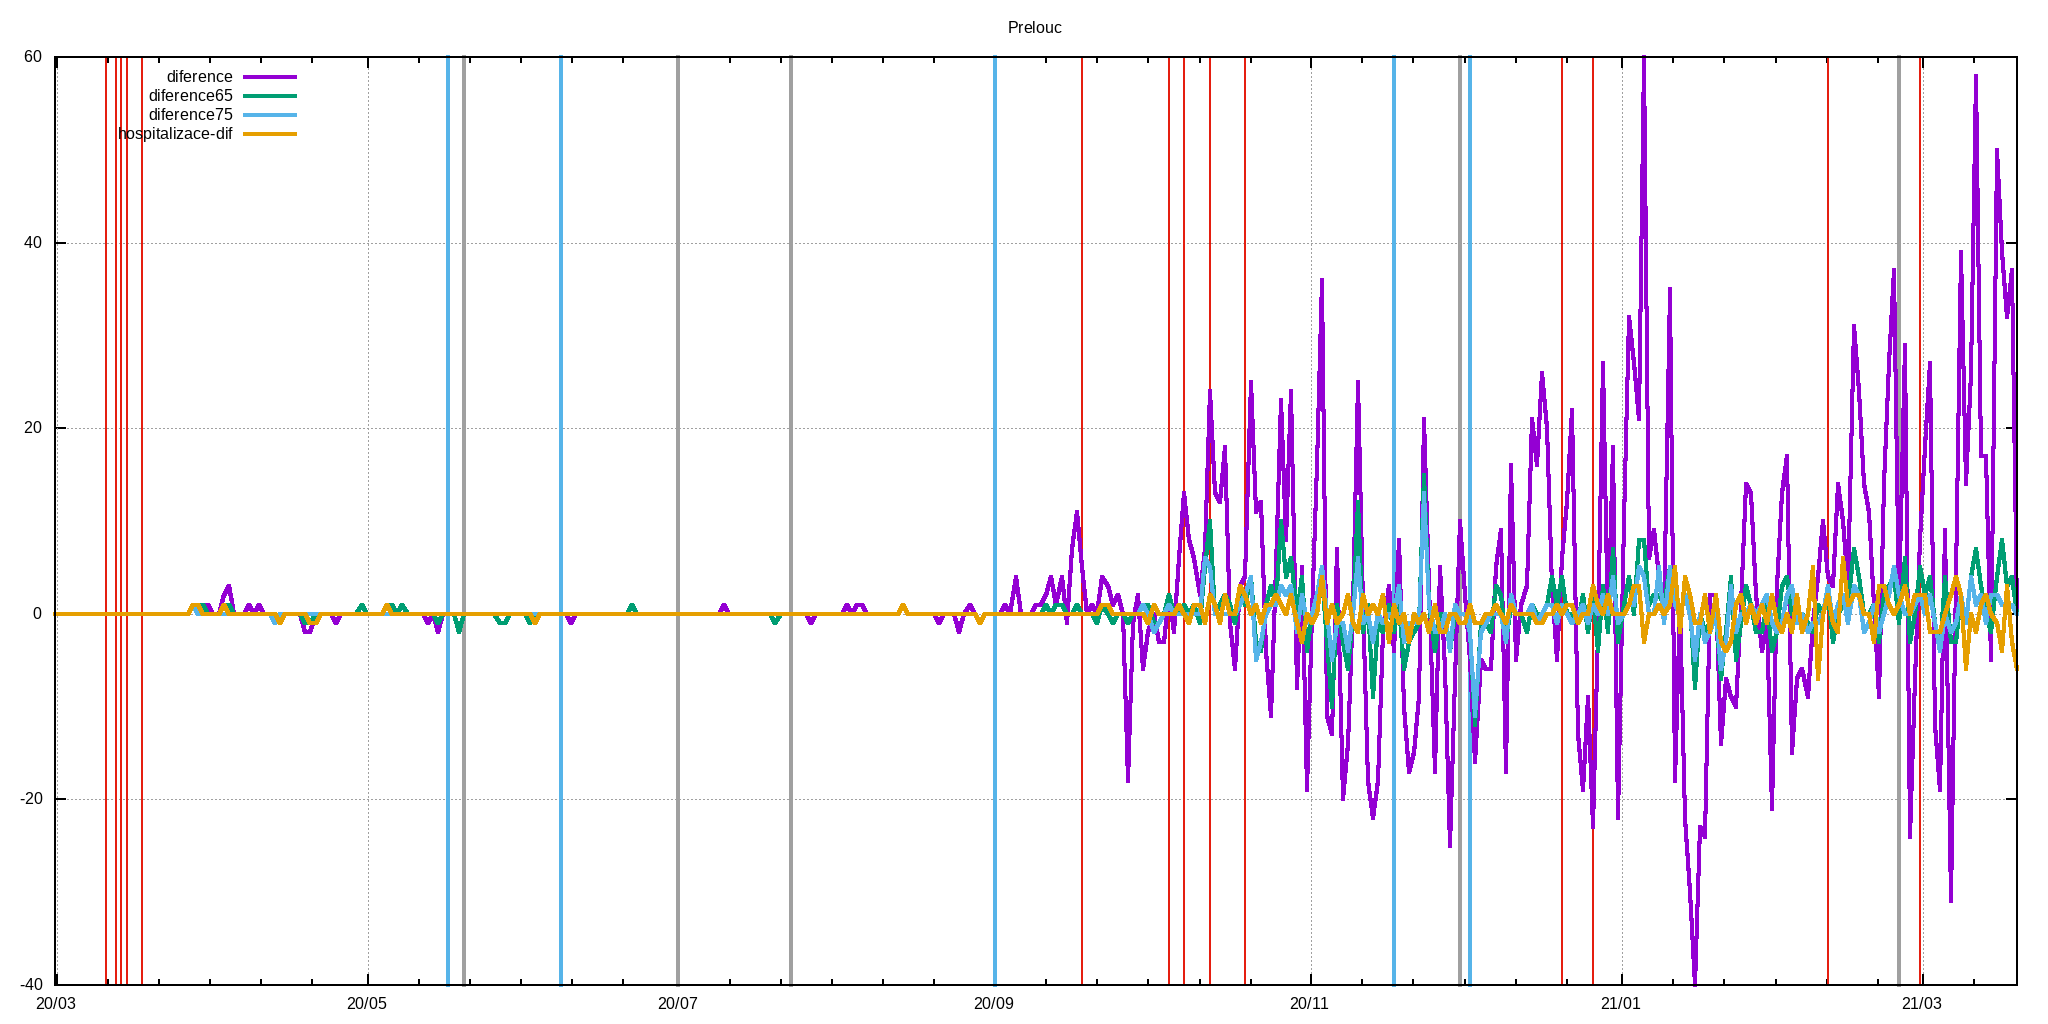 Prelouc
60
diference
diference65
diference75
hospitalizace-dif
40
20
0
-20
-40
20/03 20/05 20/07 20/09 20/11 21/01 21/03